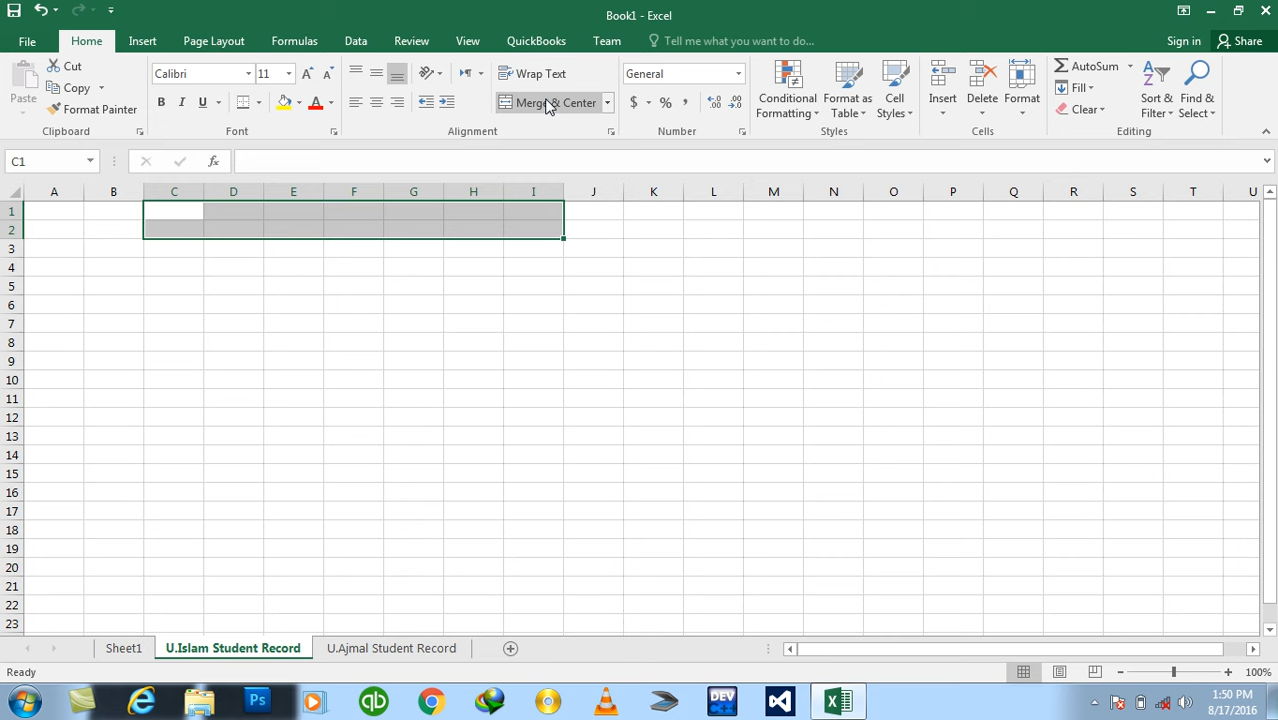 Book1 - Excel
File Home Insert Page Layout Formulas Data Review View QuickBooks Team Tell me what you want to do... Sign in Share
Paste
Cut
Copy
Format Painter
Clipboard
Calibri 11
B I U A
Font
Wrap Text
Merge & Center
Alignment
General
$ % ,
Number
Conditional Formatting
Format as Table
Cell Styles
Styles
Insert Delete Format
Cells
AutoSum
Fill
Clear
Sort & Filter
Find & Select
Editing
C1 fx
A B C D E F G H I J K L M N O P Q R S T U
1
2
3
4
5
6
7
8
9
10
11
12
13
14
15
16
17
18
19
20
21
22
23
Sheet1 U.Islam Student Record U.Ajmal Student Record
Ready 100%
Ps qb DEV 1:50 PM
8/17/2016